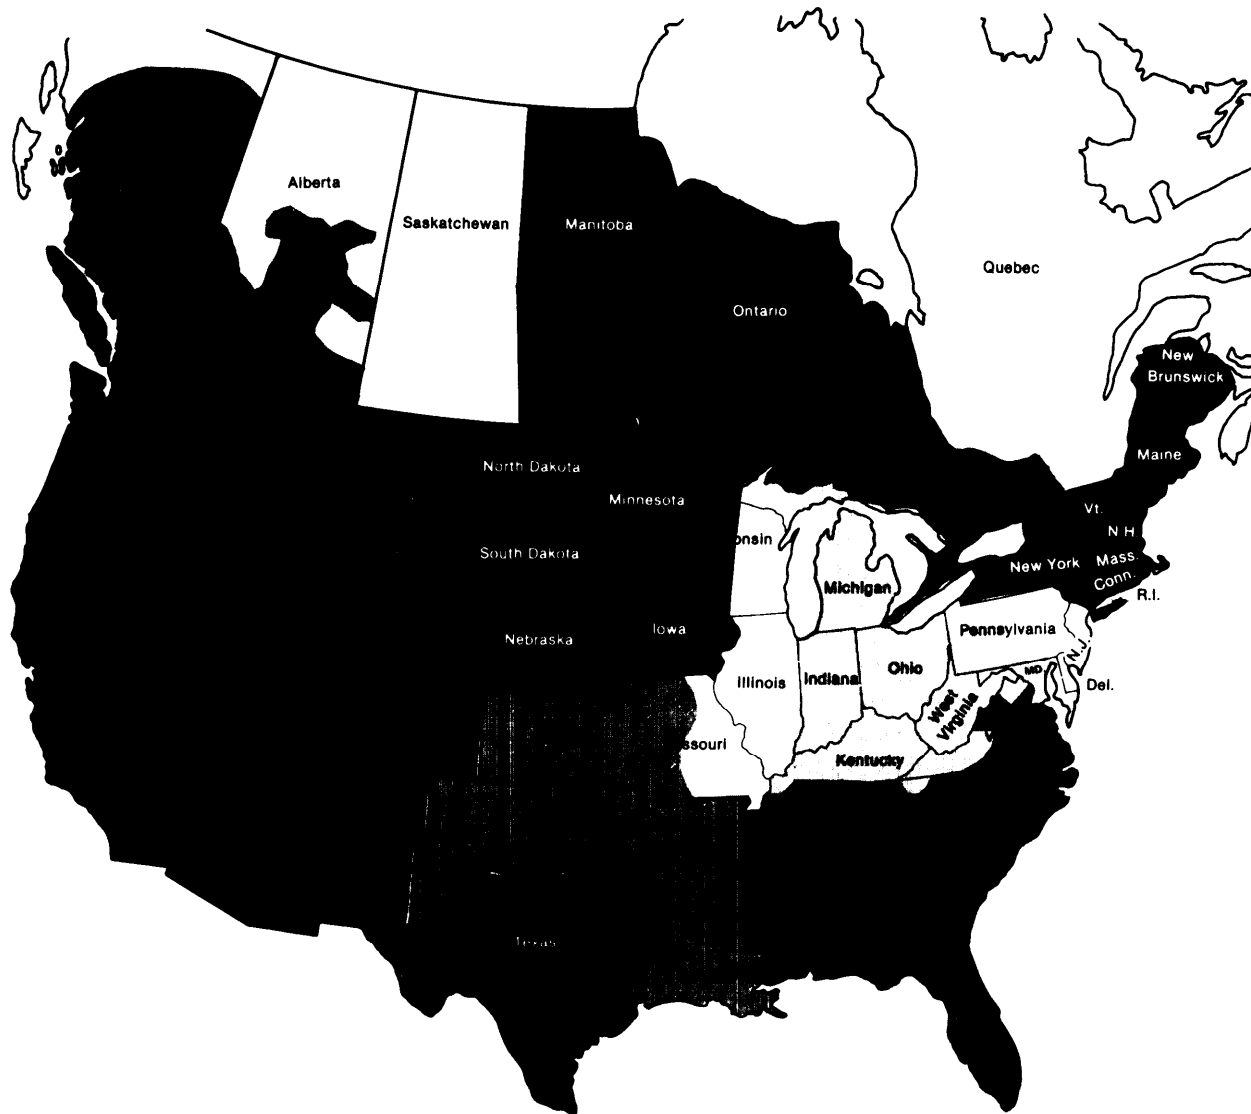 Alberta
Saskatchewan
Manitoba
Quebec
Ontario
New
Brunswick
Maine
North Dakota
Minnesota
Vt.
N.H.
onsin
South Dakota
New York
Mass.
Conn.
Michigan
R.I.
Iowa
Nebraska
Pennsylvania
N.J.
Ohio
MD.
Illinois
Indiana
Del.
West
Virginia
ssouri
Kentucky
Texas